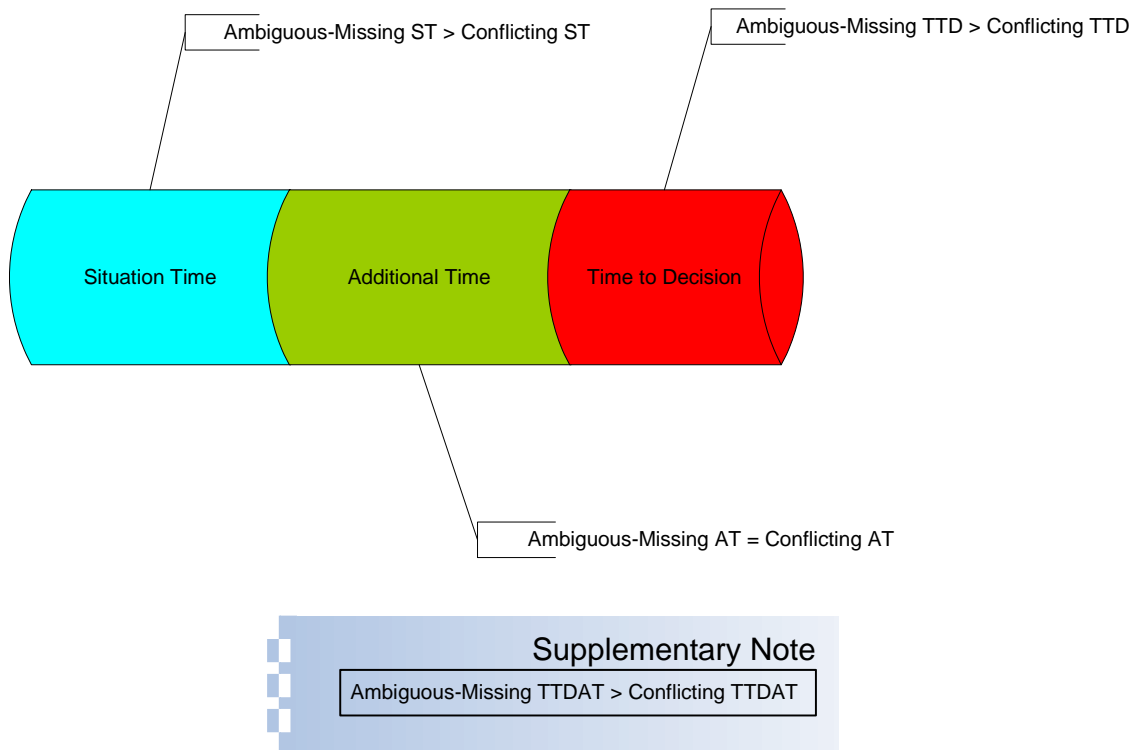 Ambiguous-Missing ST > Conflicting ST
Ambiguous-Missing TTD > Conflicting TTD
Situation Time
Additional Time
Time to Decision
Ambiguous-Missing AT = Conflicting AT
Supplementary Note
Ambiguous-Missing TTDAT > Conflicting TTDAT